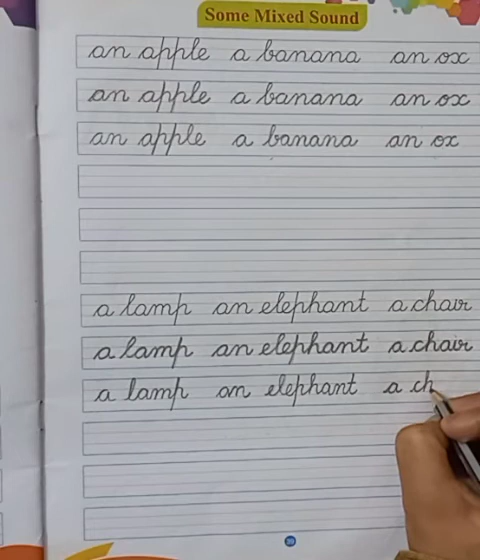 Some Mixed Sound
an apple a banana an ox
an apple a banana an ox
an apple a banana an ox
a lamp an elephant a chair
a lamp an elephant a chair
a lamp an elephant a ch
39